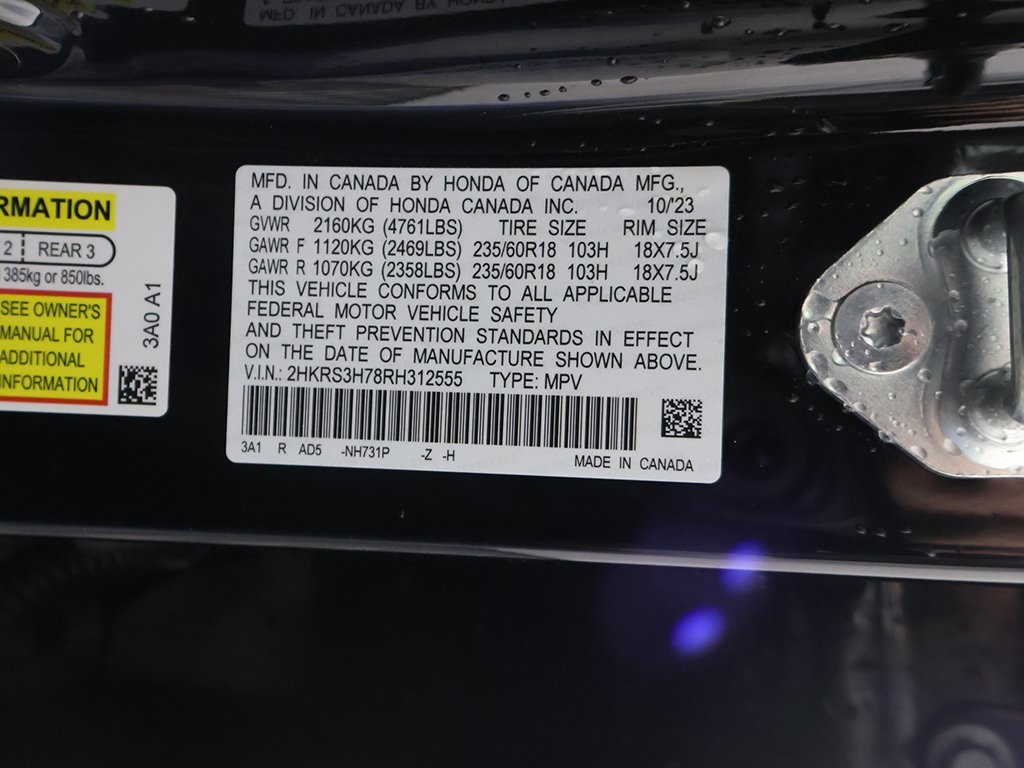 MFD. IN CANADA BY HONDA OF CANADA MFG.,
A DIVISION OF HONDA CANADA INC. 10/23
GVWR 2160KG (4761LBS) TIRE SIZE RIM SIZE
GAWR F 1120KG (2469LBS) 235/60R18 103H 18X7.5J
GAWR R 1070KG (2358LBS) 235/60R18 103H 18X7.5J
THIS VEHICLE CONFORMS TO ALL APPLICABLE
FEDERAL MOTOR VEHICLE SAFETY
AND THEFT PREVENTION STANDARDS IN EFFECT
ON THE DATE OF MANUFACTURE SHOWN ABOVE.
V.I.N.: 2HKRS3H78RH312555 TYPE: MPV
3A1 R AD5 -NH731P -Z -H
MADE IN CANADA
RMATION
2 REAR 3
385kg or 850lbs.
SEE OWNER'S
MANUAL FOR
ADDITIONAL
INFORMATION
3A0 A1
MFD. IN CANADA BY